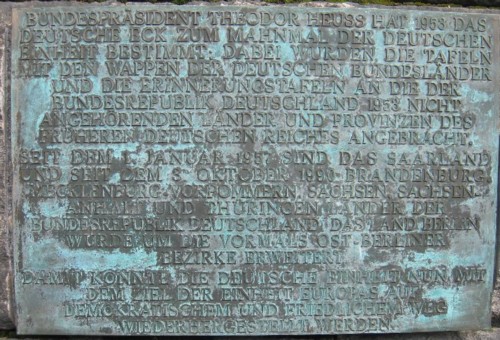 BUNDESPRÄSIDENT THEODOR HEUSS HAT 1953 DAS
DEUTSCHE ECK ZUM MAHNMAL DER DEUTSCHEN
EINHEIT BESTIMMT. DABEI WURDEN DIE TAFELN
MIT DEN WAPPEN DER DEUTSCHEN BUNDESLÄNDER
UND DIE ERINNERUNGSTAFELN AN DIE DER
BUNDESREPUBLIK DEUTSCHLAND 1953 NICHT
ANGEHÖRENDEN LÄNDER UND PROVINZEN DES
FRÜHEREN DEUTSCHEN REICHES ANGEBRACHT.
SEIT DEM 1. JANUAR 1957 SIND DAS SAARLAND
UND SEIT DEM 3. OKTOBER 1990 BRANDENBURG,
MECKLENBURG-VORPOMMERN, SACHSEN, SACHSEN-
ANHALT UND THÜRINGEN LÄNDER DER
BUNDESREPUBLIK DEUTSCHLAND. DAS LAND BERLIN
WURDE UM DIE VORMALS OST-BERLINER
BEZIRKE ERWEITERT.
DAMIT KONNTE DIE DEUTSCHE EINHEIT NUN MIT
DEM ZIEL DER EINHEIT EUROPAS AUF
DEMOKRATISCHEM UND FRIEDLICHEM WEG
WIEDERHERGESTELLT WERDEN.